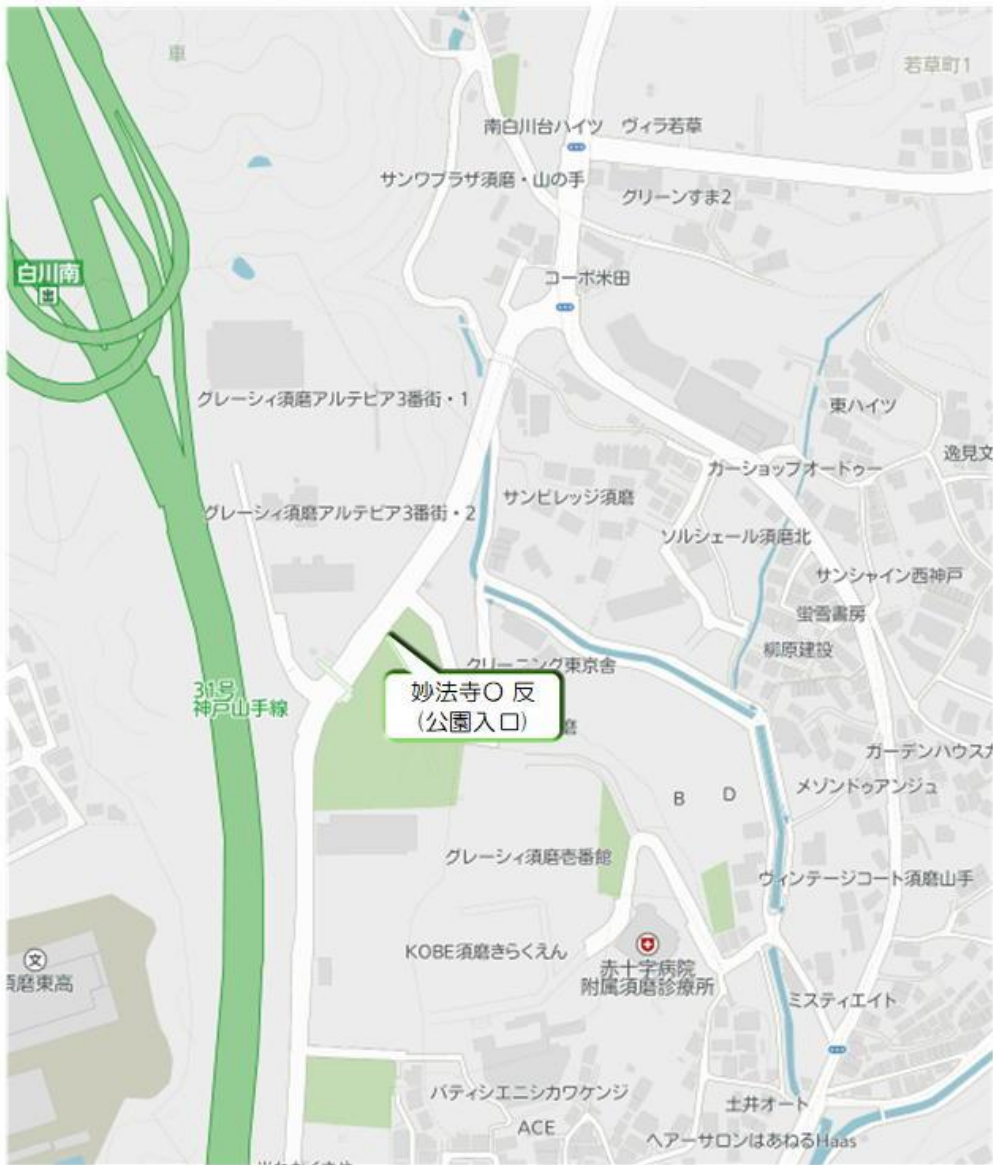 車
若草町1
南白川台ハイツ
ヴィラ若草
サンワプラザ須磨・山の手
グリーンすま2
白川南
出
コーポ米田
グレーシィ須磨アルテピア3番街・1
東ハイツ
逸見文
カーショップオードゥー
サンビレッジ須磨
グレーシィ須磨アルテピア3番街・2
ソルシェール須磨北
サンシャイン西神戸
蛍雪書房
柳原建設
クリーニング東京舎
31号
神戸山手線
妙法寺〇 反
(公園入口)
磨
ガーデンハウスカ
メゾンドゥアンジュ
B
D
グレーシィ須磨壱番館
ヴィンテージコート須磨山手
KOBE須磨きらくえん
文
須磨東高
赤十字病院
附属須磨診療所
ミスティエイト
パティシエニシカワケンジ
土井オート
ACE
ヘアーサロンはあねるHaas